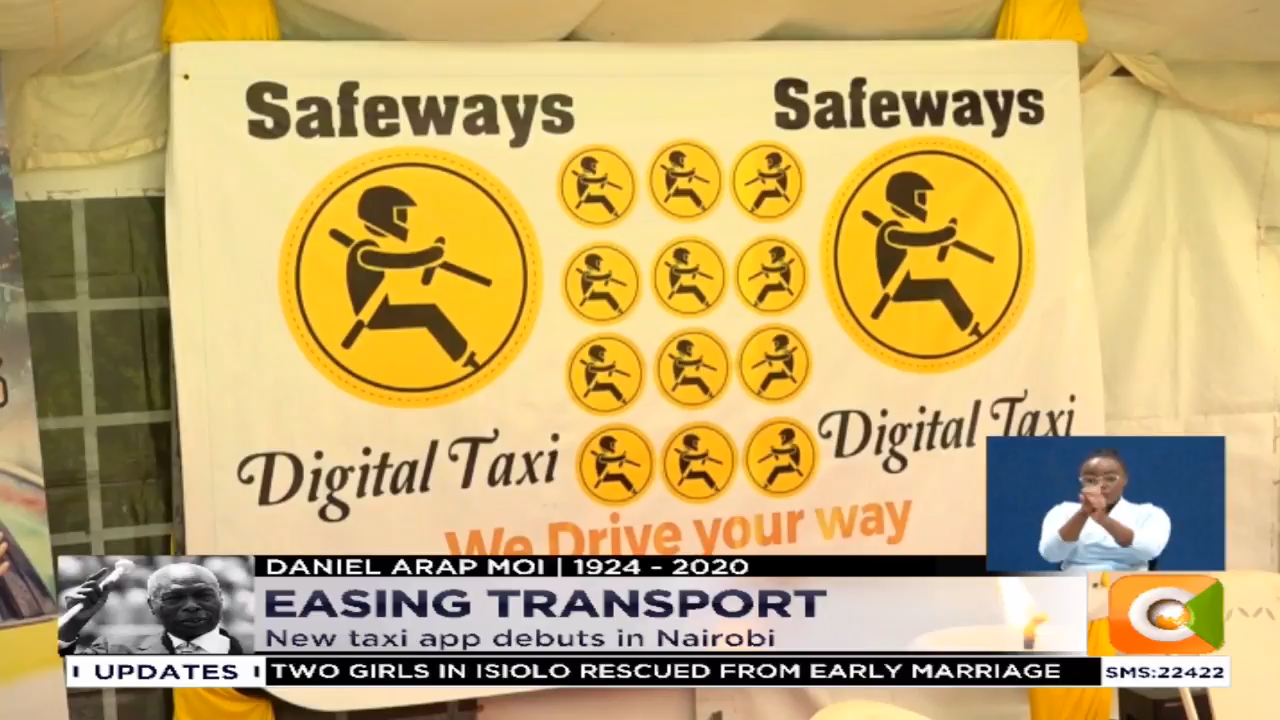 Safeways
Safeways
Digital Taxi
Digital Taxi
We Drive your way
DANIEL ARAP MOI | 1924 - 2020
EASING TRANSPORT
New taxi app debuts in Nairobi
UPDATES
TWO GIRLS IN ISIOLO RESCUED FROM EARLY MARRIAGE
SMS:22422